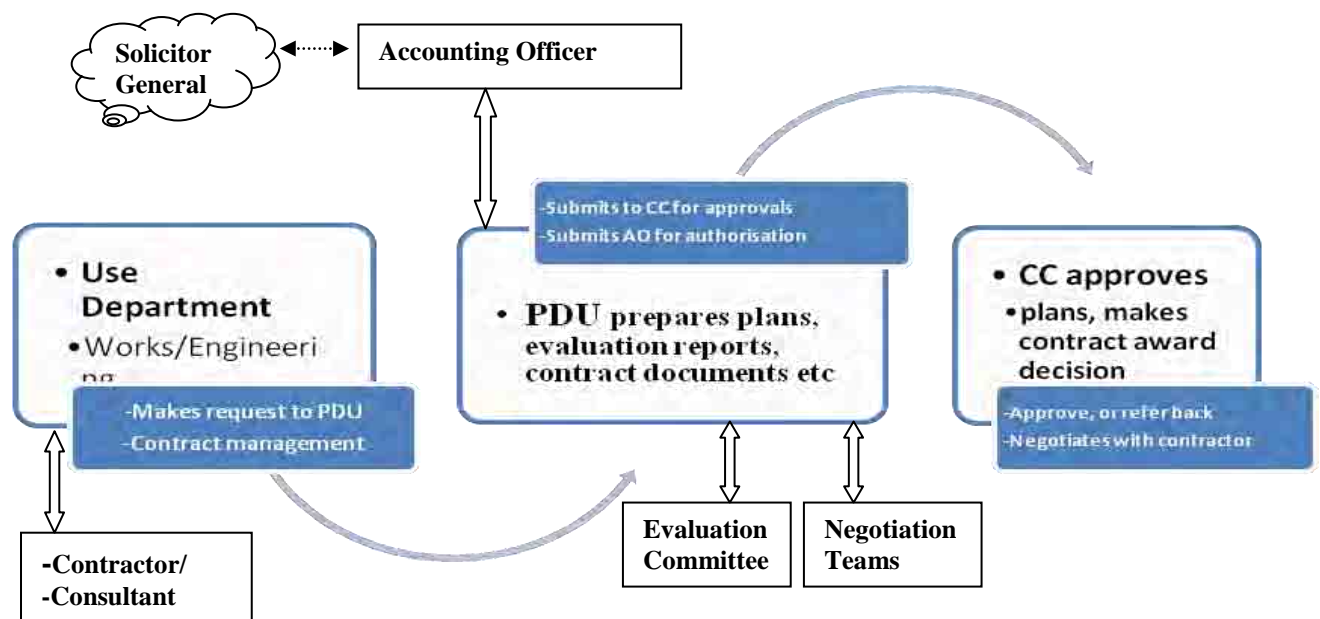 Solicitor
General
Accounting Officer
-Submits to CC for approvals
-Submits AO for authorisation
• Use
Department
•Works/Engineeri
ng
-Makes request to PDU
-Contract management
• PDU prepares plans,
evaluation reports,
contract documents etc
• CC approves
•plans, makes
contract award
decision
-Approve, or refer back
-Negotiates with contractor
-Contractor/
-Consultant
Evaluation
Committee
Negotiation
Teams